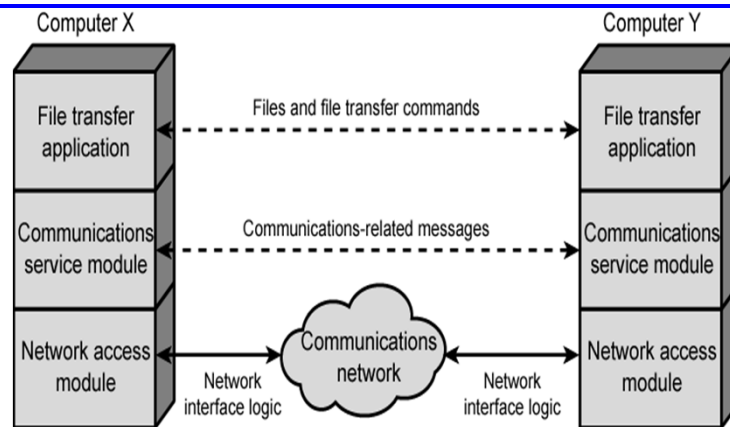 Computer X
Computer Y
File transfer
application
Files and file transfer commands
File transfer
application
Communications
service module
Communications-related messages
Communications
service module
Network access
module
Network
interface logic
Communications
network
Network
interface logic
Network access
module